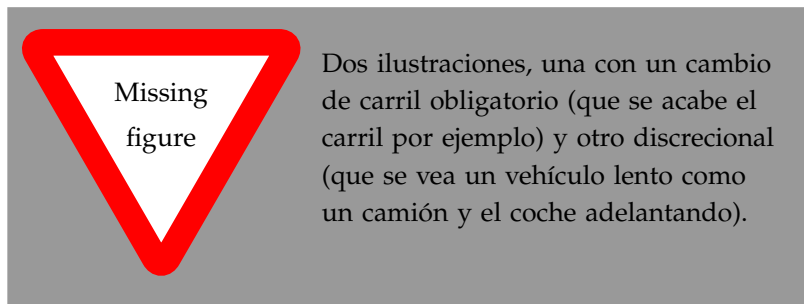 Missing
figure
Dos ilustraciones, una con un cambio
de carril obligatorio (que se acabe el
carril por ejemplo) y otro discrecional
(que se vea un vehículo lento como
un camión y el coche adelantando).